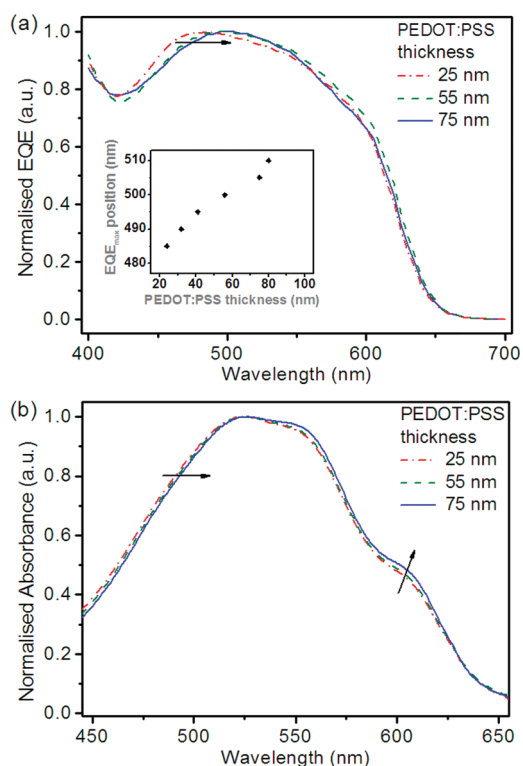 (a)
PEDOT:PSS
thickness
25 nm
55 nm
75 nm
Normalised EQE (a.u.)
1.0
0.8
0.6
0.4
0.2
0.0
EQEmax position (nm)
510
500
490
480
20 40 60 80 100
PEDOT:PSS thickness (nm)
400 500 600 700
Wavelength (nm)
(b)
PEDOT:PSS
thickness
25 nm
55 nm
75 nm
Normalised Absorbance (a.u.)
1.0
0.8
0.6
0.4
0.2
0.0
450 500 550 600 650
Wavelength (nm)